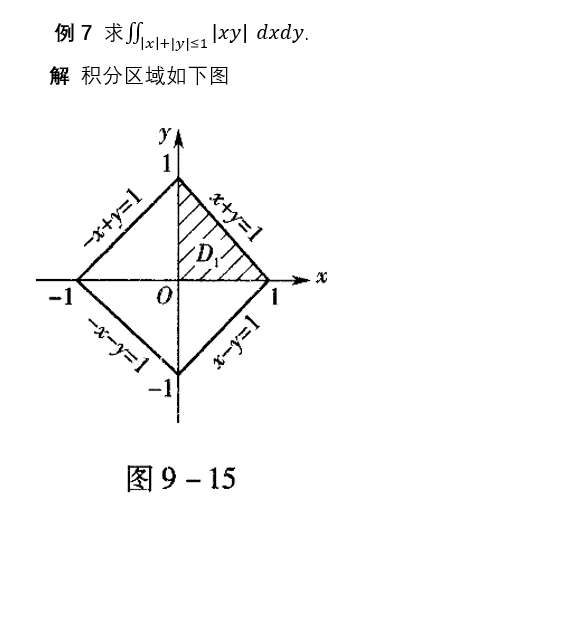 例 7 求∬|x|+|y|≤1 |xy| dxdy.
解 积分区域如下图
y
1
-x+y=1
x+y=1
D₁
x
-1
O
1
-x-y=1
x-y=1
-1
图 9-15